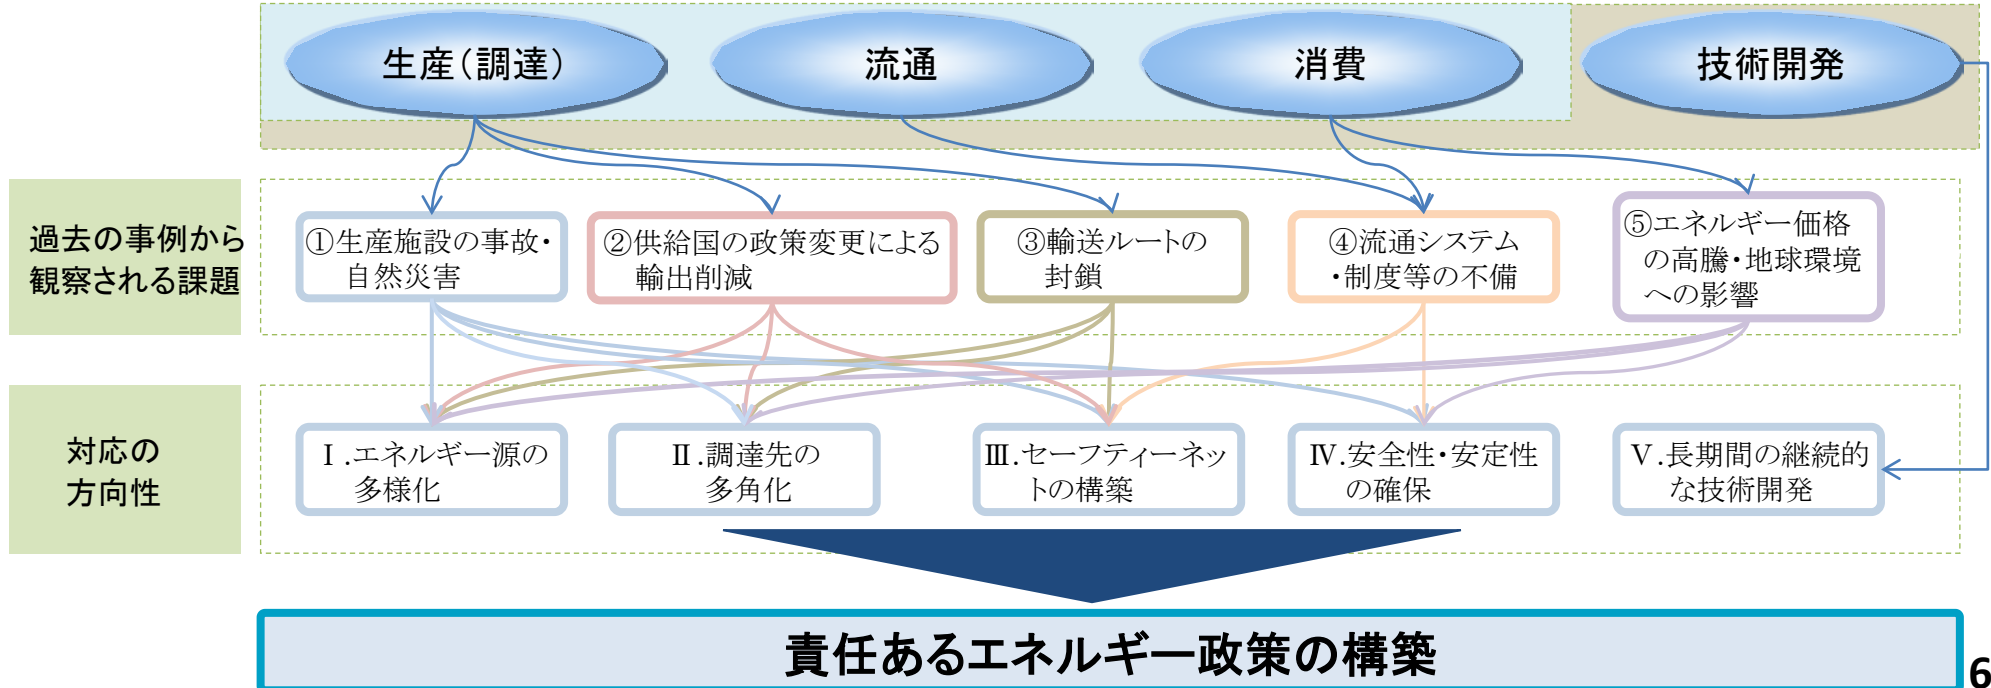 生産(調達)
流通
消費
技術開発
過去の事例から
観察される課題
①生産施設の事故・
自然災害
②供給国の政策変更による
輸出削減
③輸送ルートの
封鎖
④流通システム
・制度等の不備
⑤エネルギー価格
の高騰・地球環境
への影響
対応の
方向性
Ⅰ.エネルギー源の
多様化
Ⅱ.調達先の
多角化
Ⅲ.セーフティーネッ
トの構築
Ⅳ.安全性・安定性
の確保
Ⅴ.長期間の継続的
な技術開発
責任あるエネルギー政策の構築
6